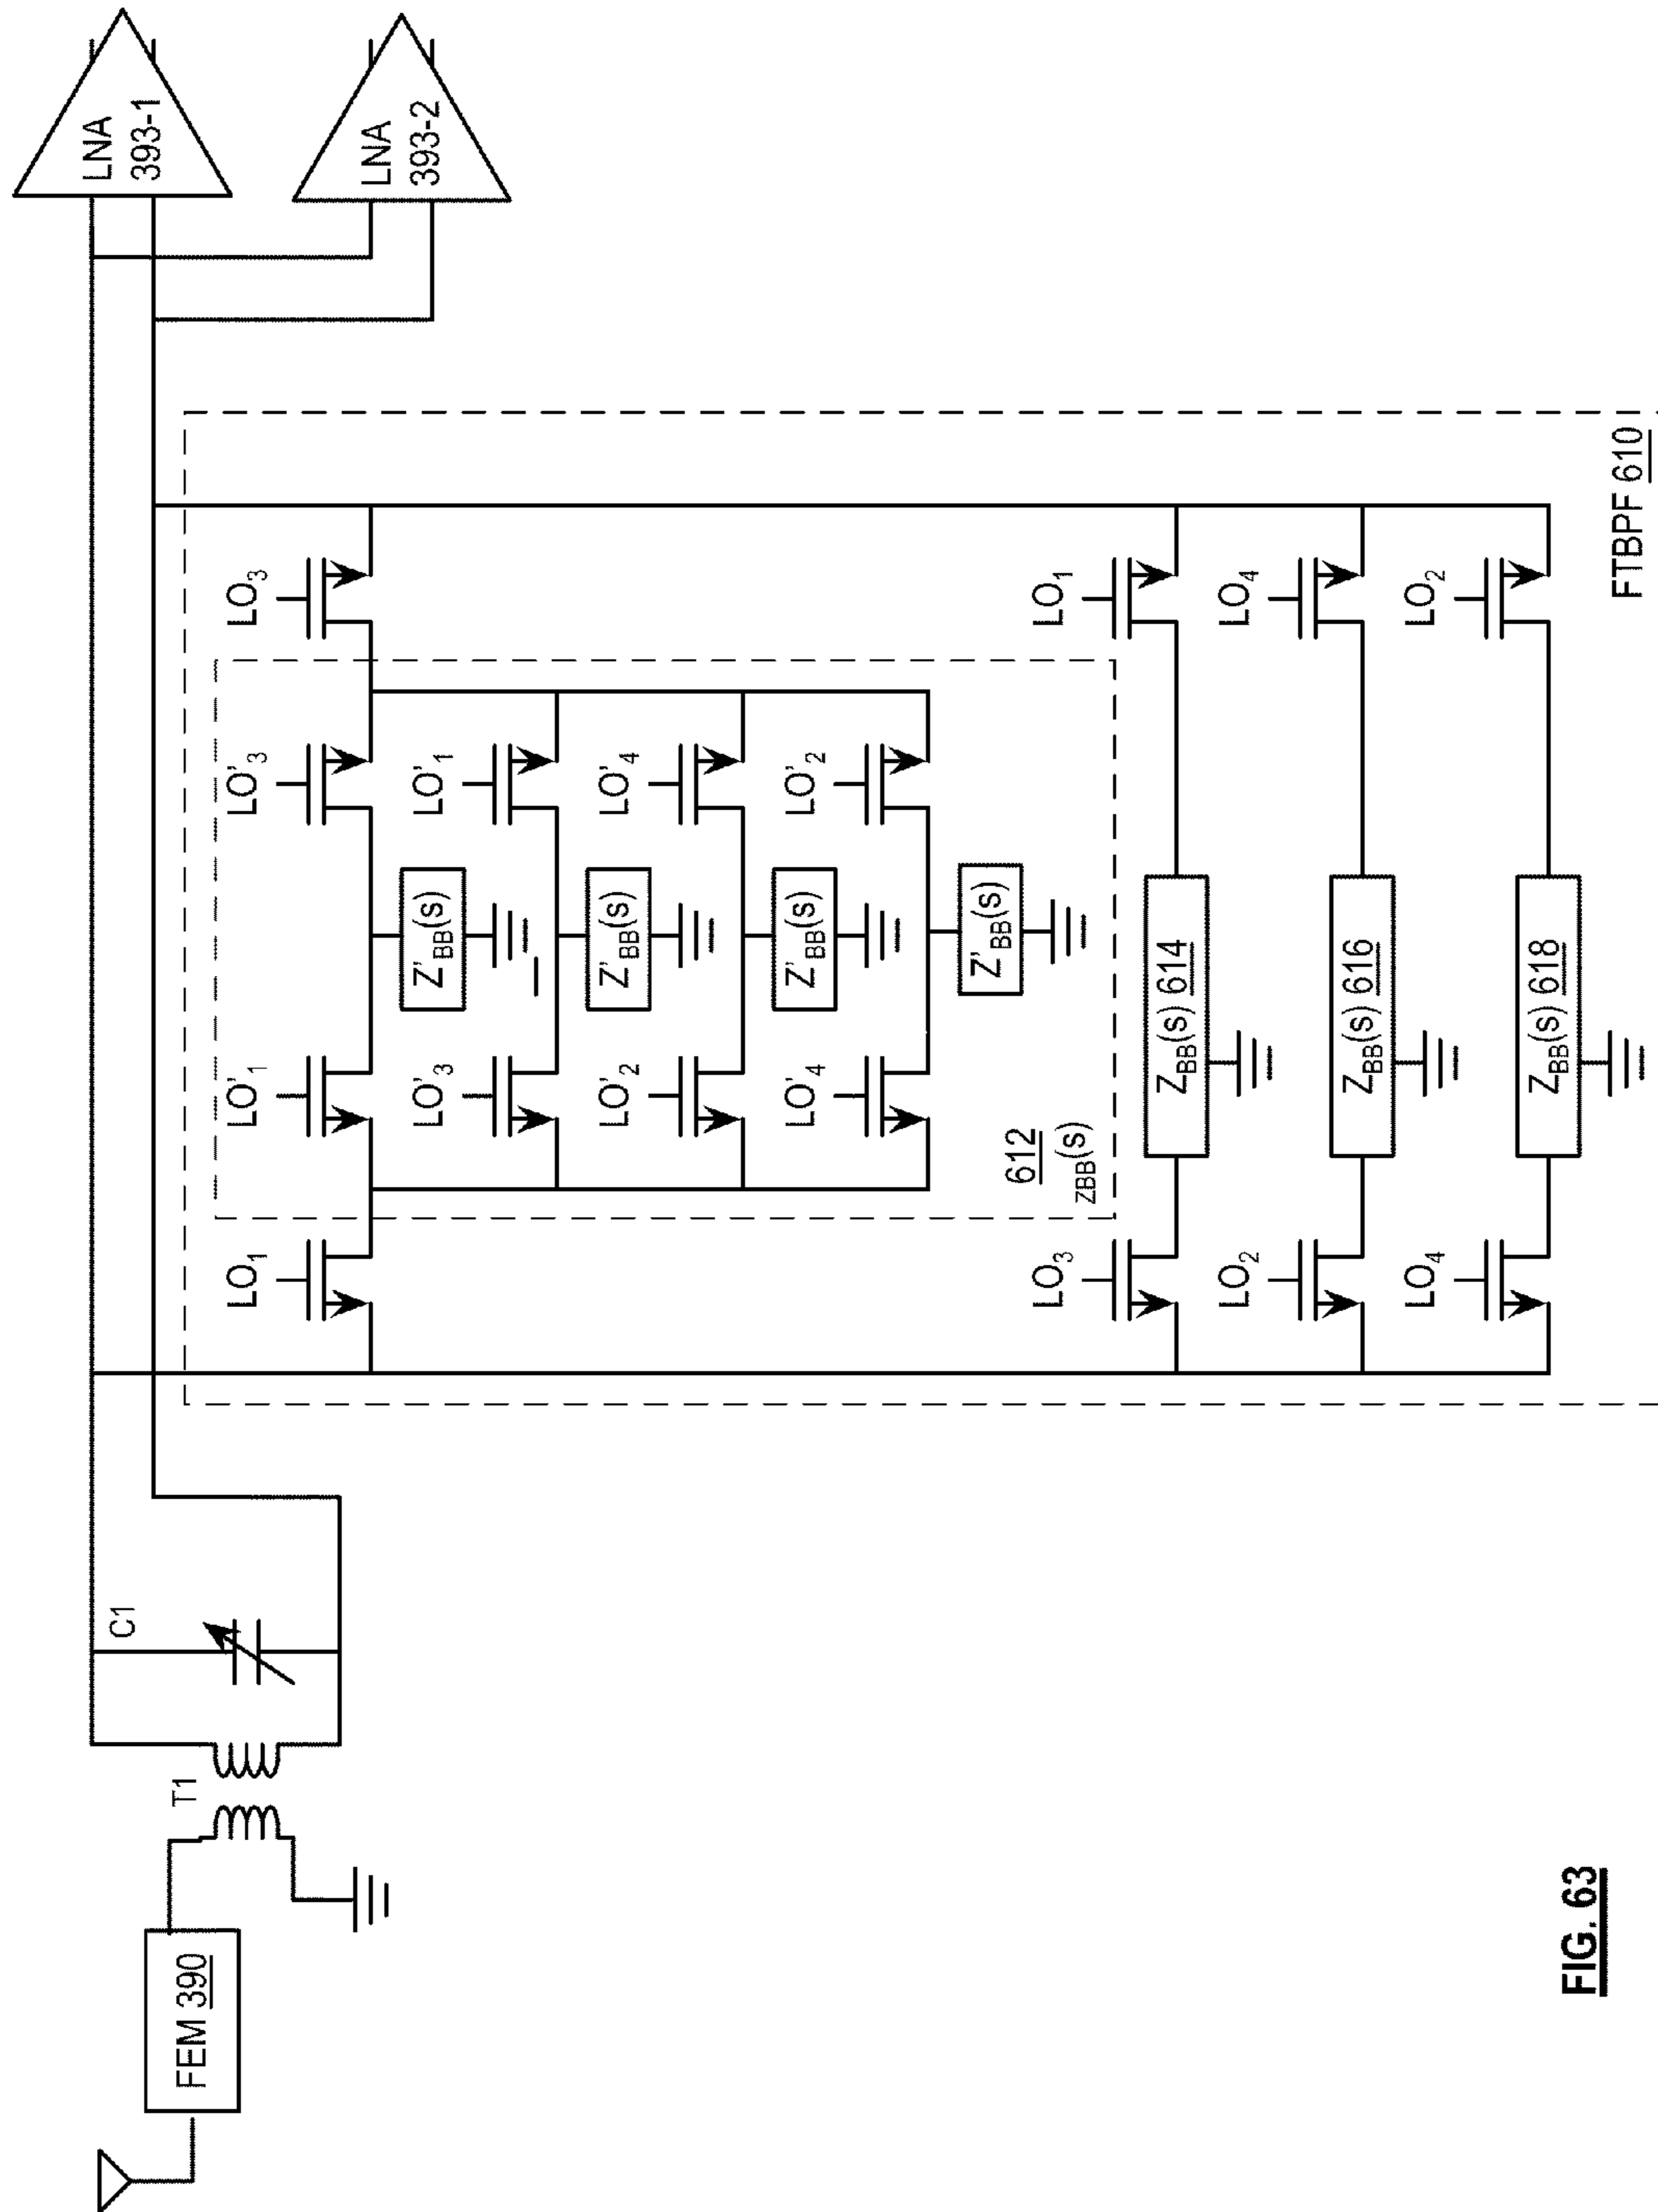 FEM 390
T1
C1
LNA
393-1
LNA
393-2
LO1
LO'1
LO'3
LO3
Z'BB(s)
LO'3
LO'1
Z'BB(s)
LO'2
LO'4
Z'BB(s)
LO'4
LO'2
Z'BB(s)
612
ZBB(s)
LO3
ZBB(s) 614
LO1
LO2
ZBB(s) 616
LO4
LO4
ZBB(s) 618
LO2
FTBPF 610
FIG. 63